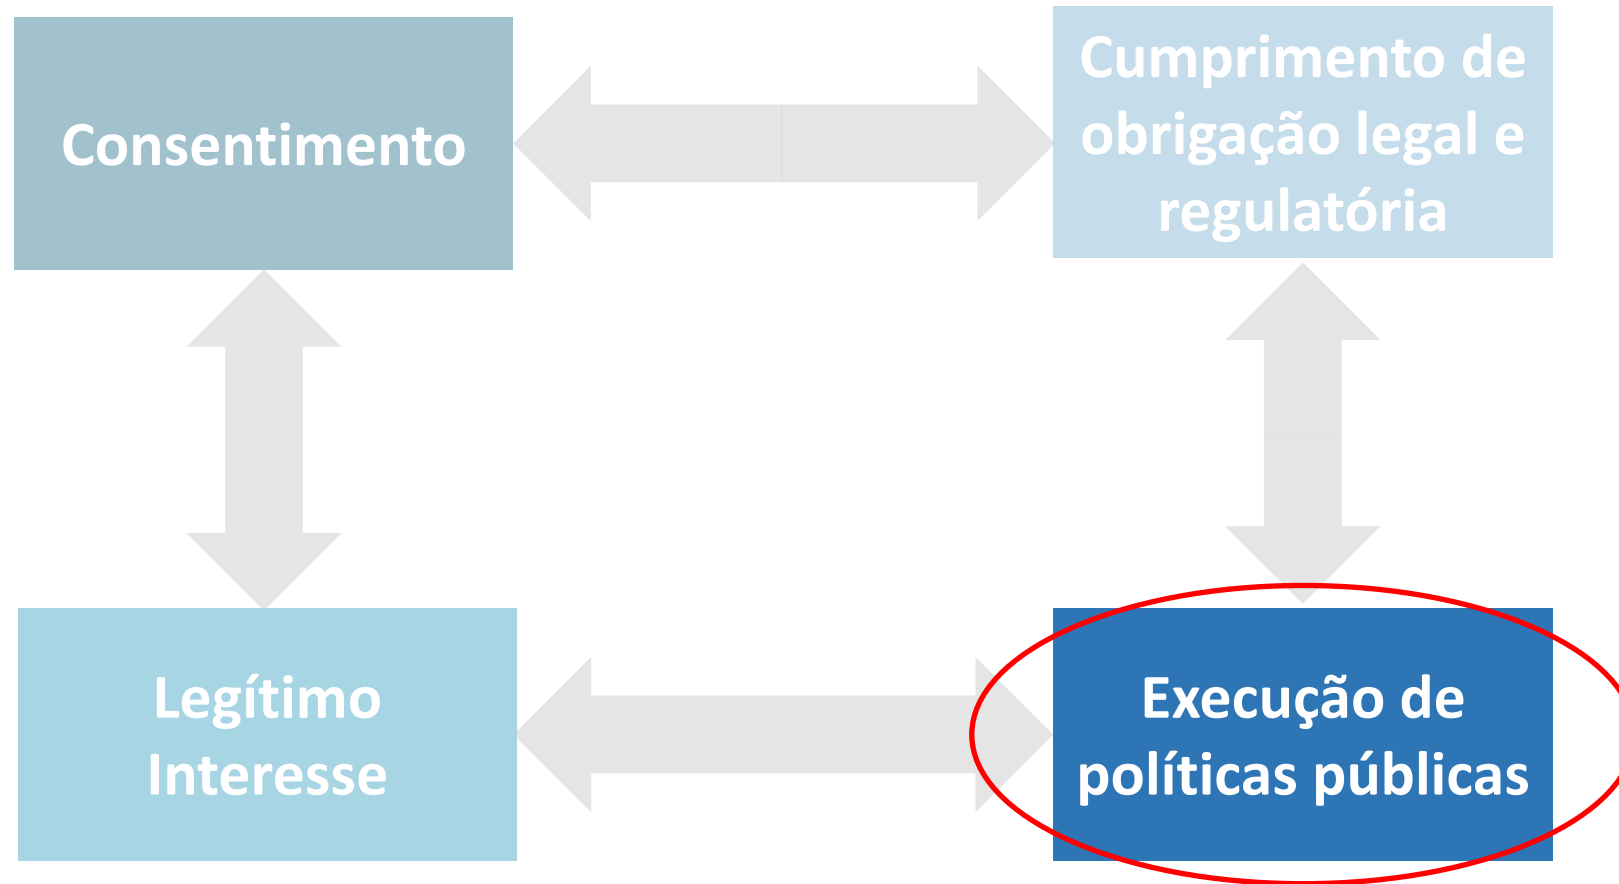 Consentimento
Cumprimento de
obrigação legal e
regulatória
Legítimo
Interesse
Execução de
políticas públicas